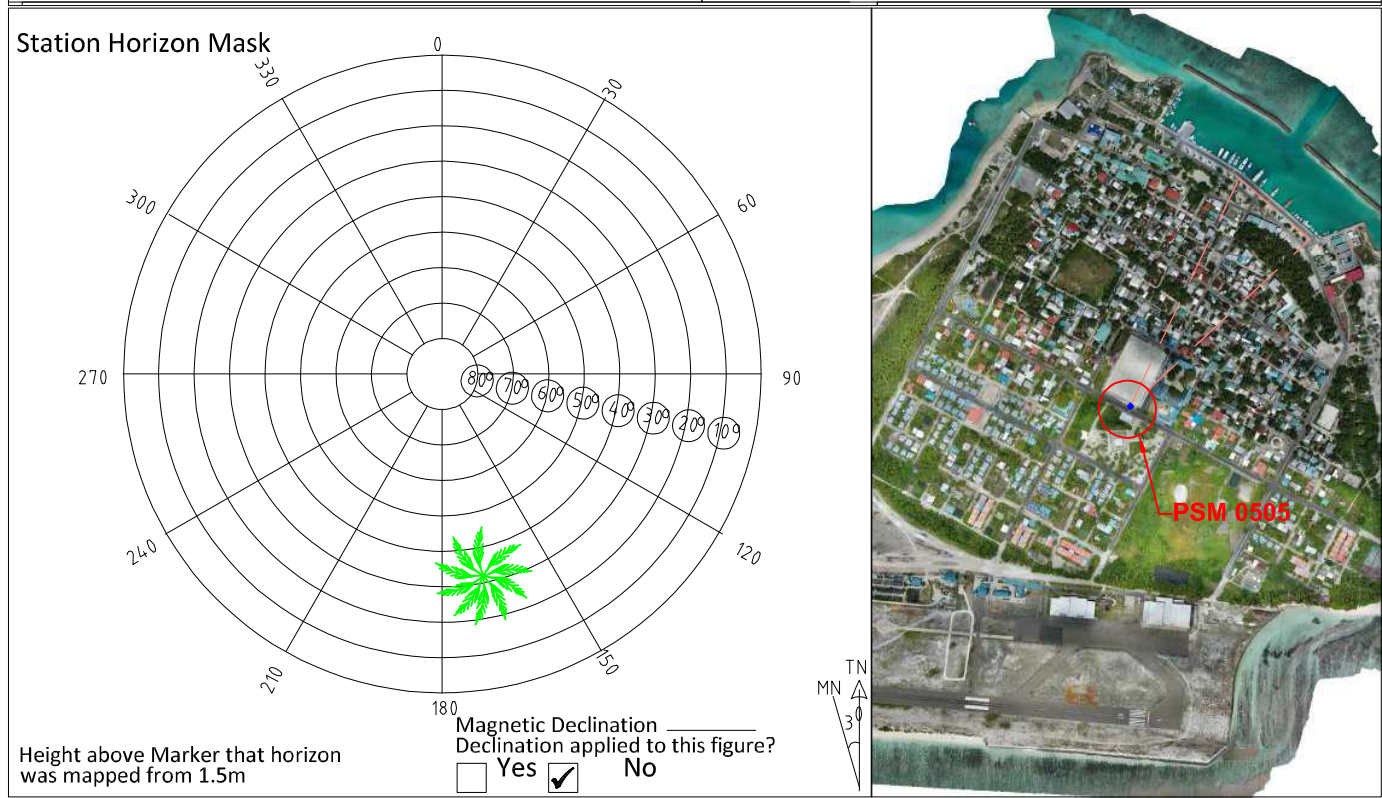 Station Horizon Mask
0
330
30
300
60
270
90
80°
70°
60°
50°
40°
30°
20°
10°
240
120
210
150
180
Magnetic Declination
Declination applied to this figure?
Yes
No
Height above Marker that horizon
was mapped from 1.5m
TN
MN
3°
PSM 0505